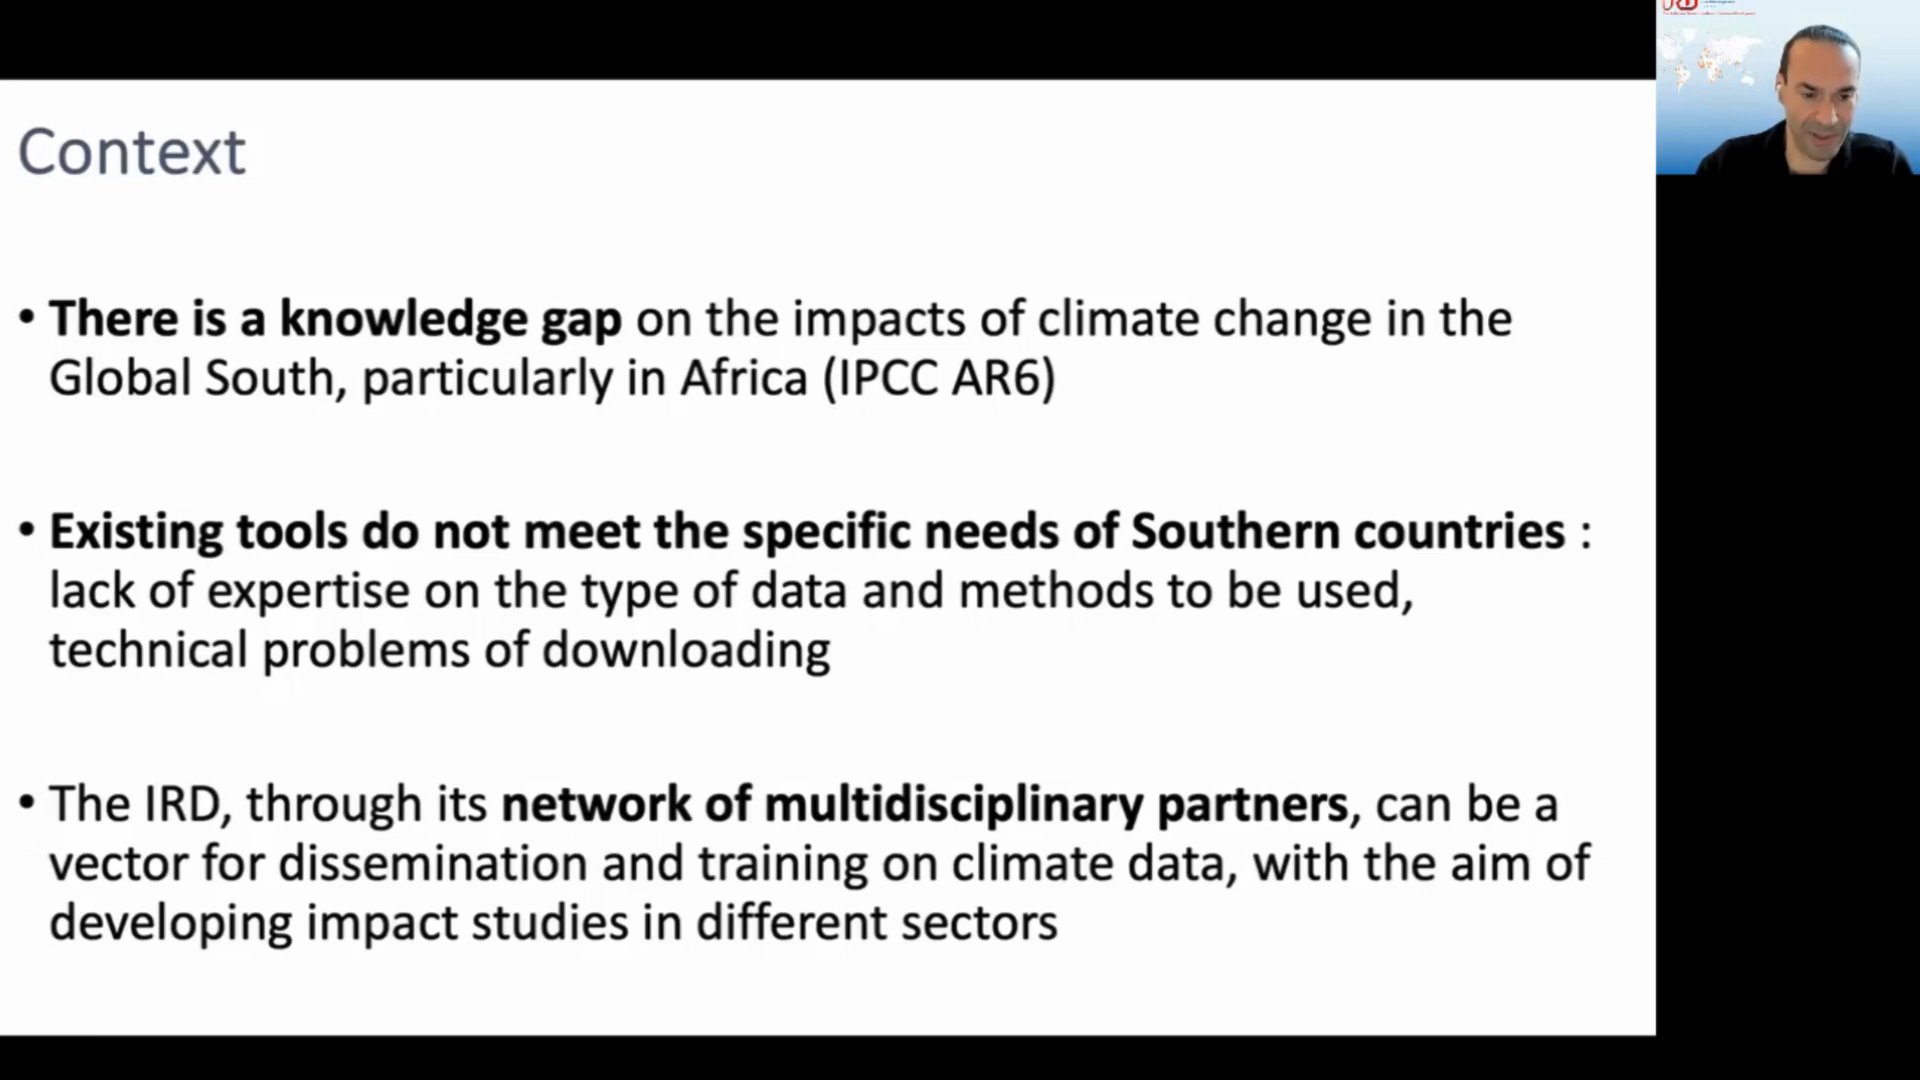 Context
• There is a knowledge gap on the impacts of climate change in the
Global South, particularly in Africa (IPCC AR6)
• Existing tools do not meet the specific needs of Southern countries :
lack of expertise on the type of data and methods to be used,
technical problems of downloading
• The IRD, through its network of multidisciplinary partners, can be a
vector for dissemination and training on climate data, with the aim of
developing impact studies in different sectors